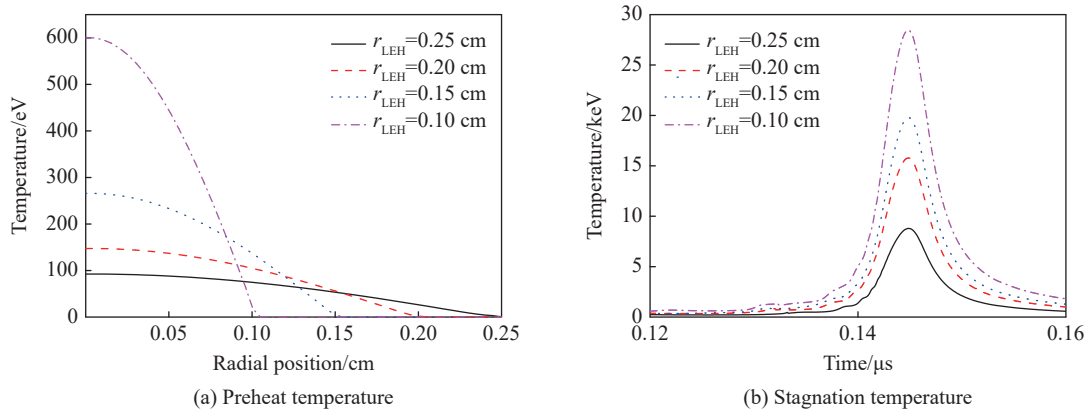 600
500
400
300
200
100
0
Temperature/eV
r_LEH=0.25 cm
r_LEH=0.20 cm
r_LEH=0.15 cm
r_LEH=0.10 cm
0.05
0.10
0.15
0.20
0.25
Radial position/cm
(a) Preheat temperature
30
25
20
15
10
5
0
Temperature/keV
r_LEH=0.25 cm
r_LEH=0.20 cm
r_LEH=0.15 cm
r_LEH=0.10 cm
0.12
0.14
0.16
Time/μs
(b) Stagnation temperature